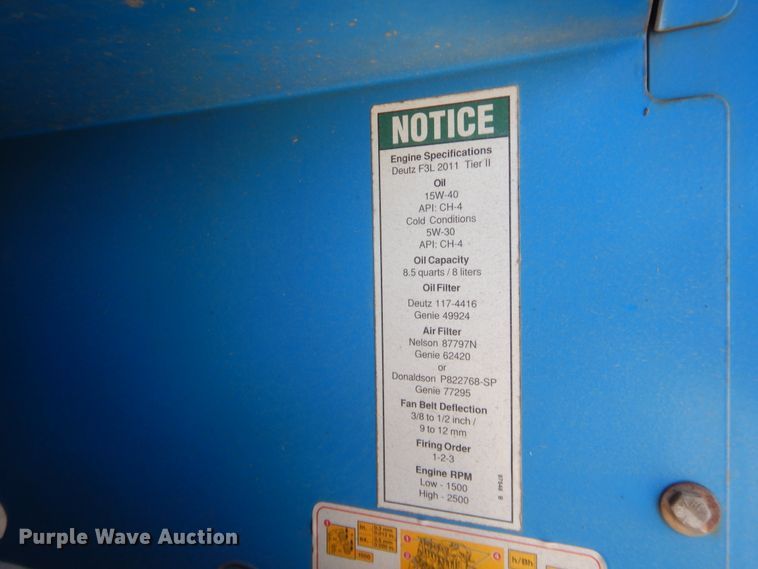 NOTICE
Engine Specifications
Deutz F3L 2011 Tier II
Oil
15W-40
API: CH-4
Cold Conditions
5W-30
API: CH-4
Oil Capacity
8.5 quarts / 8 liters
Oil Filter
Deutz 117-4416
Genie 49924
Air Filter
Nelson 87797N
Genie 62420
or
Donaldson P822768-SP
Genie 77295
Fan Belt Deflection
3/8 to 1/2 inch /
9 to 12 mm
Firing Order
1-2-3
Engine RPM
Low - 1500
High - 2500
h/Bh
Purple Wave Auction